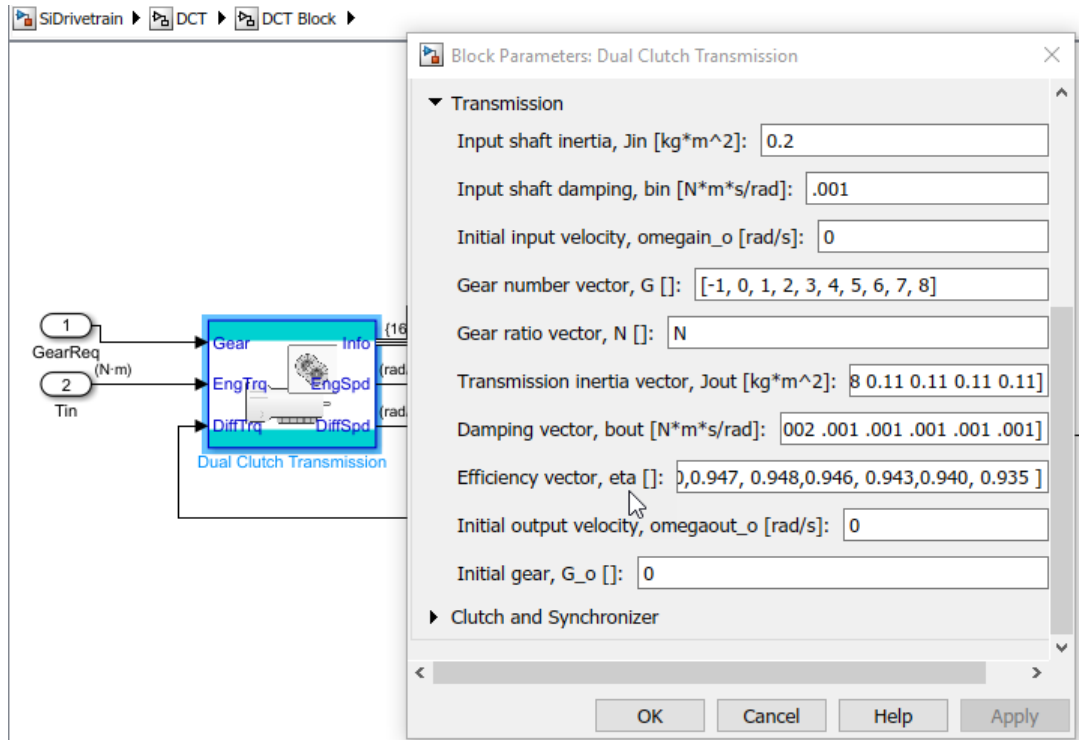 SiDrivetrain ▶ DCT ▶ DCT Block ▶
Block Parameters: Dual Clutch Transmission
Transmission
Input shaft inertia, Jin [kg*m^2]: 0.2
Input shaft damping, bin [N*m*s/rad]: .001
Initial input velocity, omegain_o [rad/s]: 0
Gear number vector, G []: [-1, 0, 1, 2, 3, 4, 5, 6, 7, 8]
Gear ratio vector, N []: N
Transmission inertia vector, Jout [kg*m^2]: 8 0.11 0.11 0.11 0.11]
Damping vector, bout [N*m*s/rad]: 002 .001 .001 .001 .001 .001]
Efficiency vector, eta []: ),0.947, 0.948,0.946, 0.943,0.940, 0.935 ]
Initial output velocity, omegaout_o [rad/s]: 0
Initial gear, G_o []: 0
Clutch and Synchronizer
OK Cancel Help Apply
1
GearReq
(N·m)
2
Tin
Gear Info {16
EngTrq EngSpd (rad
DiffTrq DiffSpd (rad
Dual Clutch Transmission